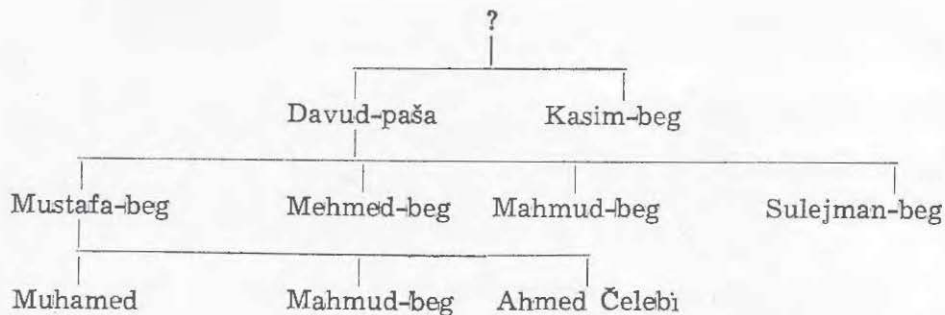 ?
Davud-paša Kasim-beg
Mustafa-beg Mehmed-beg Mahmud-beg Sulejman-beg
Muhamed Mahmud-beg Ahmed Čelebi